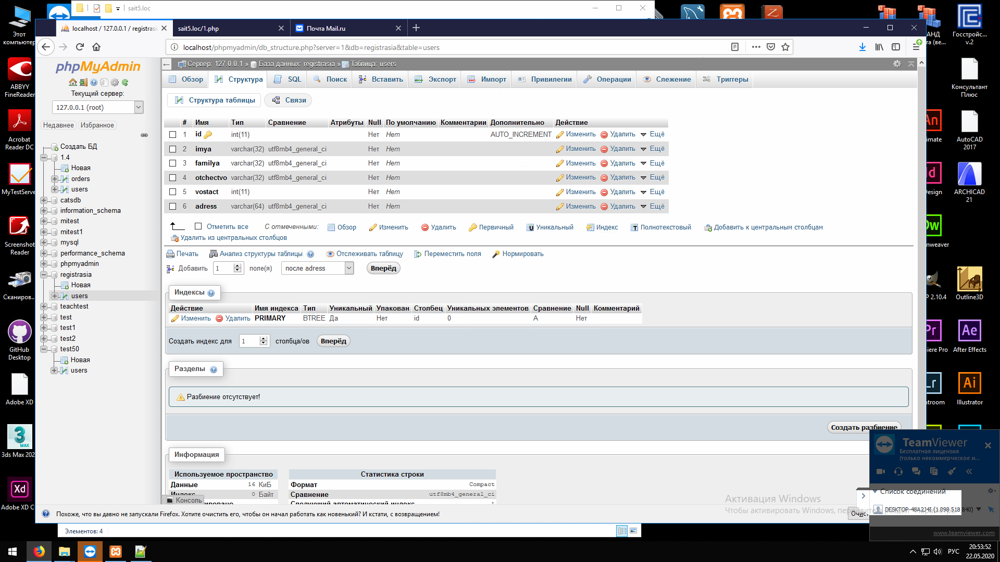 sait5.loc
localhost / 127.0.0.1 / registrasia
sait5.loc/1.php
Почта Mail.ru
localhost/phpmyadmin/db_structure.php?server=1&db=registrasia&table=users
phpMyAdmin
Текущий сервер:
127.0.0.1 (root)
Недавнее Избранное
Создать БД
1.4
Новая
orders
users
catsdb
information_schema
mitest
mitest1
mysql
performance_schema
phpmyadmin
registrasia
Новая
users
teachtest
test
test1
test2
test50
Новая
users
Сервер: 127.0.0.1 » База данных: registrasia » Таблица: users
Обзор Структура SQL Поиск Вставить Экспорт Импорт Привилегии Операции Слежение Триггеры
Структура таблицы Связи
# Имя Тип Сравнение Атрибуты Null По умолчанию Комментарии Дополнительно Действие
1 id int(11) Нет Нет AUTO_INCREMENT Изменить Удалить Ещё
2 imya varchar(32) utf8mb4_general_ci Нет Нет Изменить Удалить Ещё
3 familya varchar(32) utf8mb4_general_ci Нет Нет Изменить Удалить Ещё
4 otchectvo varchar(32) utf8mb4_general_ci Нет Нет Изменить Удалить Ещё
5 vostact int(11) Нет Нет Изменить Удалить Ещё
6 adress varchar(64) utf8mb4_general_ci Нет Нет Изменить Удалить Ещё
Отметить все С отмеченными: Обзор Изменить Удалить Первичный Уникальный Индекс Полнотекстовый Добавить к центральным столбцам
Удалить из центральных столбцов
Печать Анализ структуры таблицы Отслеживать таблицу Переместить поля Нормировать
Добавить 1 поле(я) после adress Вперёд
Индексы
Действие Имя индекса Тип Уникальный Упакован Столбец Уникальных элементов Сравнение Null Комментарий
Изменить Удалить PRIMARY BTREE Да Нет id 0 A Нет
Создать индекс для 1 столбца/ов Вперёд
Разделы
Разбиение отсутствует!
Создать разбиение
Информация
Используемое пространство
Данные 16 КиБ
Индекс 0 Байт
Статистика строки
Формат Compact
Сравнение utf8mb4_general_ci
Следующий автоматический индекс 1
Консоль
Похоже, что вы давно не запускали Firefox. Хотите очистить его, чтобы он начал работать как новенький? И кстати, с возвращением!
Элементов: 4
Активация Windows
Чтобы активировать Windows, перейдите в раздел
TeamViewer
Бесплатная лицензия
(только некоммерческое и...
Список соединений
DESKTOP-48A2J4I (1 898 518 840)
www.teamviewer.com
Этот
компьютер
ABBYY
FineReader
Acrobat
Reader DC
MyTestServer
Screenshot
Reader
Сканиров...
GitHub
Desktop
Adobe XD
3ds Max 202
Adobe XD C
Госстройс...
v.2
Консультант
Плюс
AutoCAD
2017
ARCHICAD
21
Outline3D
P 2.10.4
After Effects
iere Pro
Illustrator
РУС
20:53:52
22.05.2020